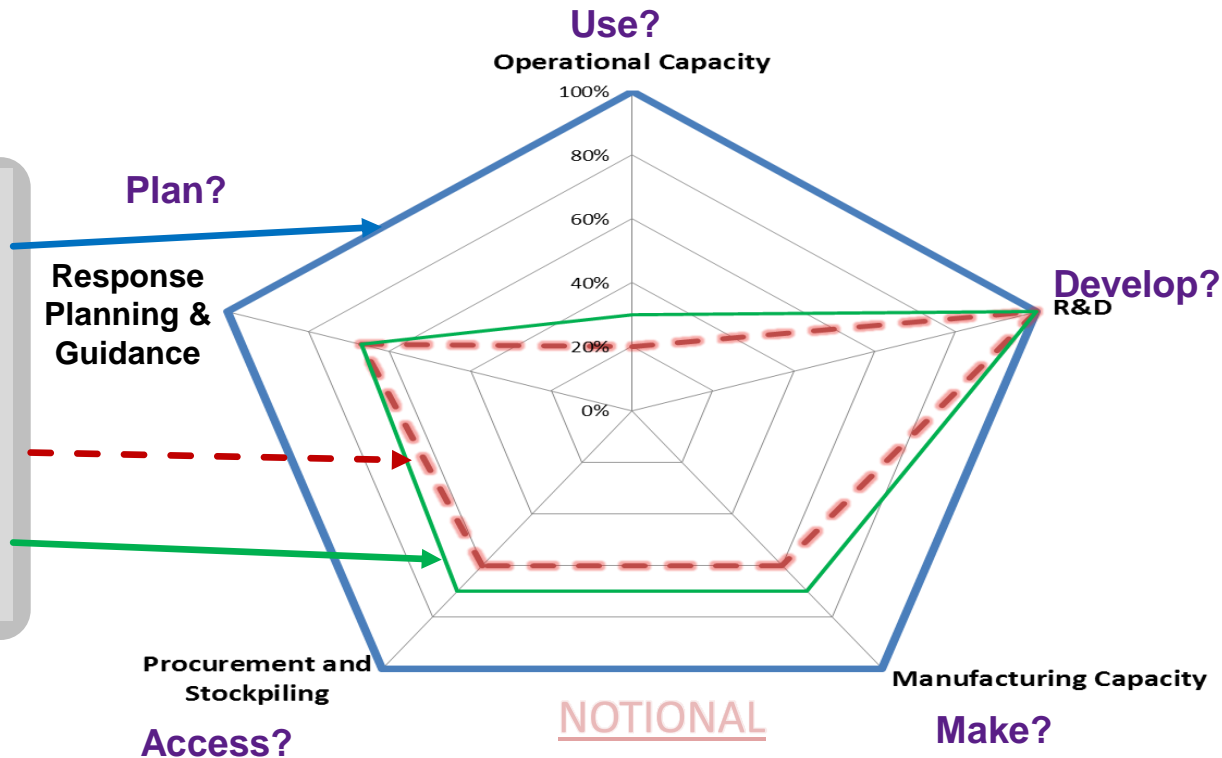 Use?
Operational Capacity
100%
80%
60%
40%
20%
0%
Plan?
Response
Planning &
Guidance
Develop?
R&D
Procurement and
Stockpiling
Access?
NOTIONAL
Manufacturing Capacity
Make?